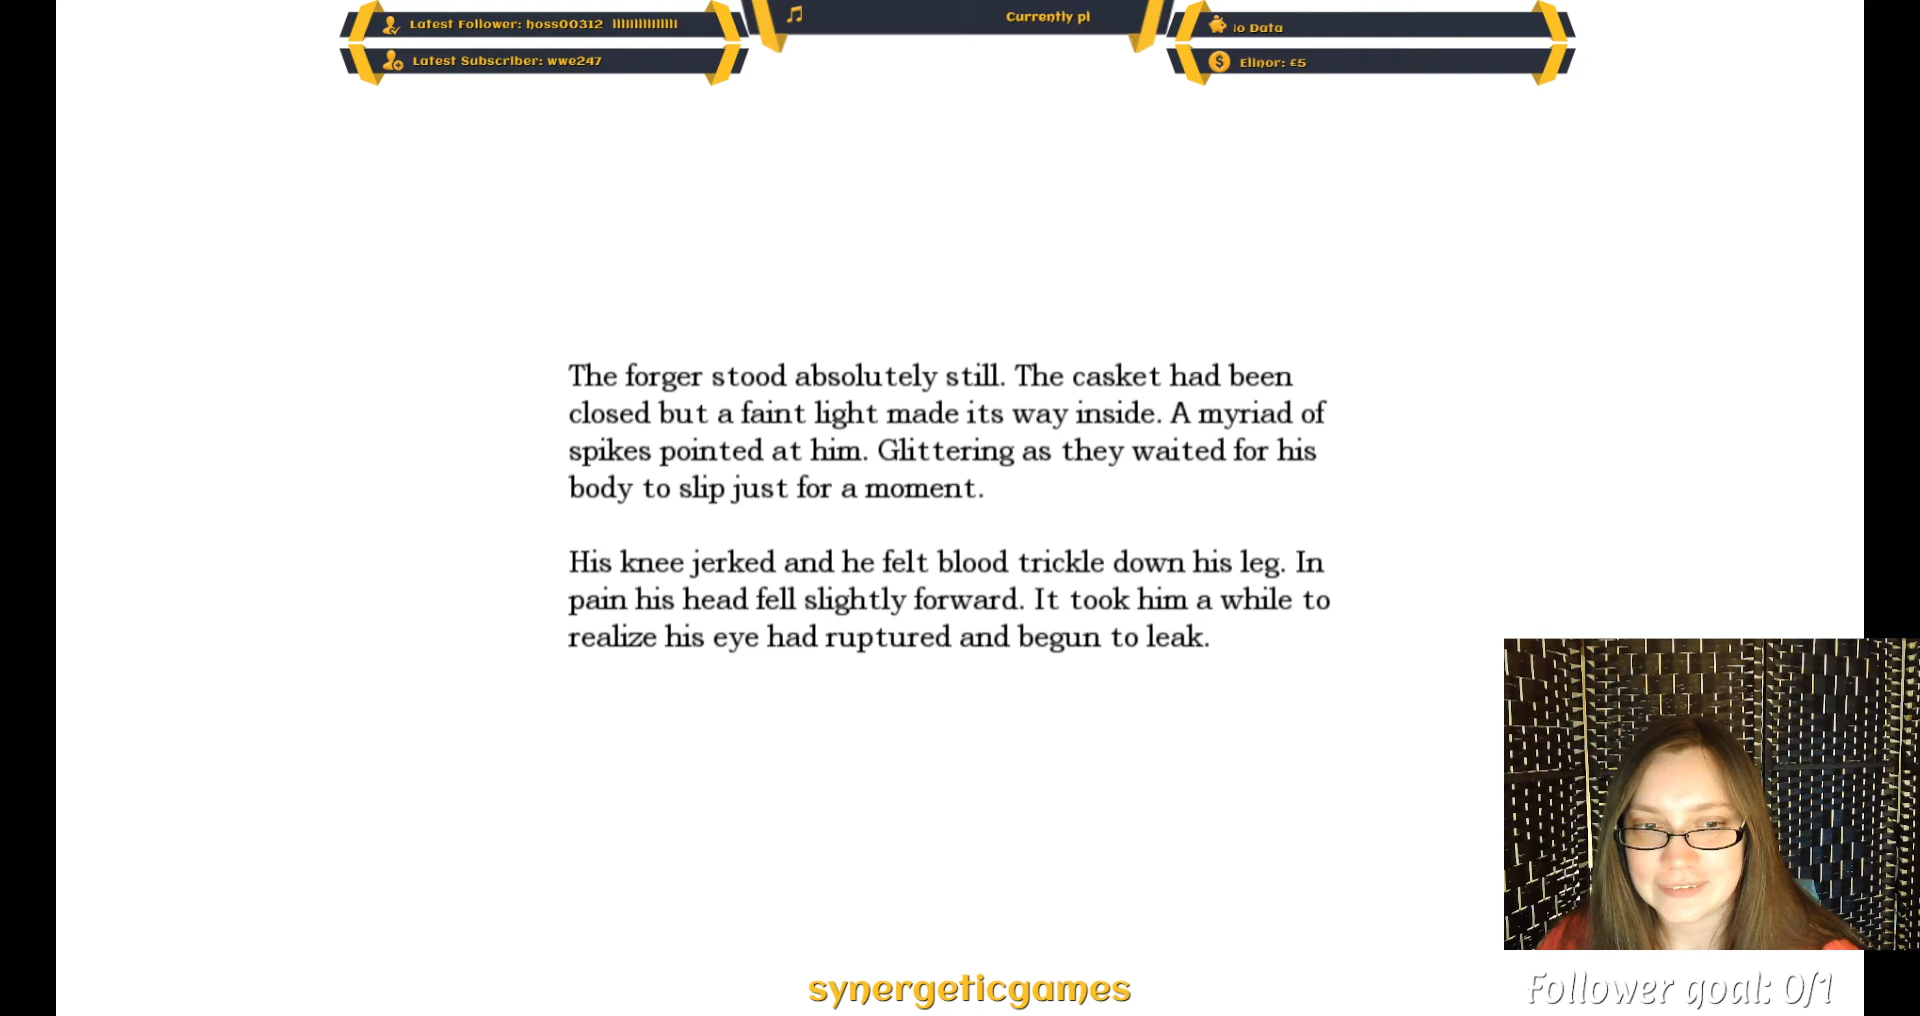 Latest Follower: hoss00312 llllllllllllll
Currently pl
Io Data
Latest Subscriber: wwe247
Elinor: £5
The forger stood absolutely still. The casket had been
closed but a faint light made its way inside. A myriad of
spikes pointed at him. Glittering as they waited for his
body to slip just for a moment.
His knee jerked and he felt blood trickle down his leg. In
pain his head fell slightly forward. It took him a while to
realize his eye had ruptured and begun to leak.
synergeticgames
Follower goal: 0/1